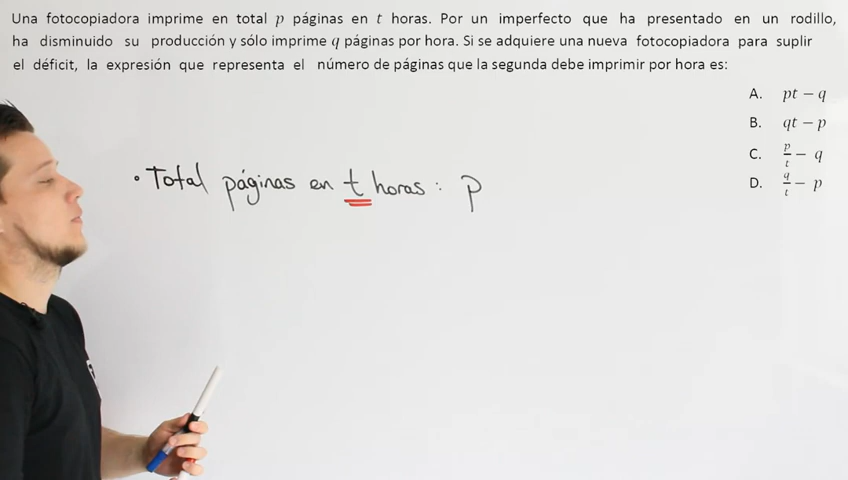 Una fotocopiadora imprime en total p páginas en t horas. Por un imperfecto que ha presentado en un rodillo,
ha disminuido su producción y sólo imprime q páginas por hora. Si se adquiere una nueva fotocopiadora para suplir
el déficit, la expresión que representa el número de páginas que la segunda debe imprimir por hora es:
A. pt − q
B. qt − p
C. p/t − q
D. q/t − p
• Total páginas en t horas : p